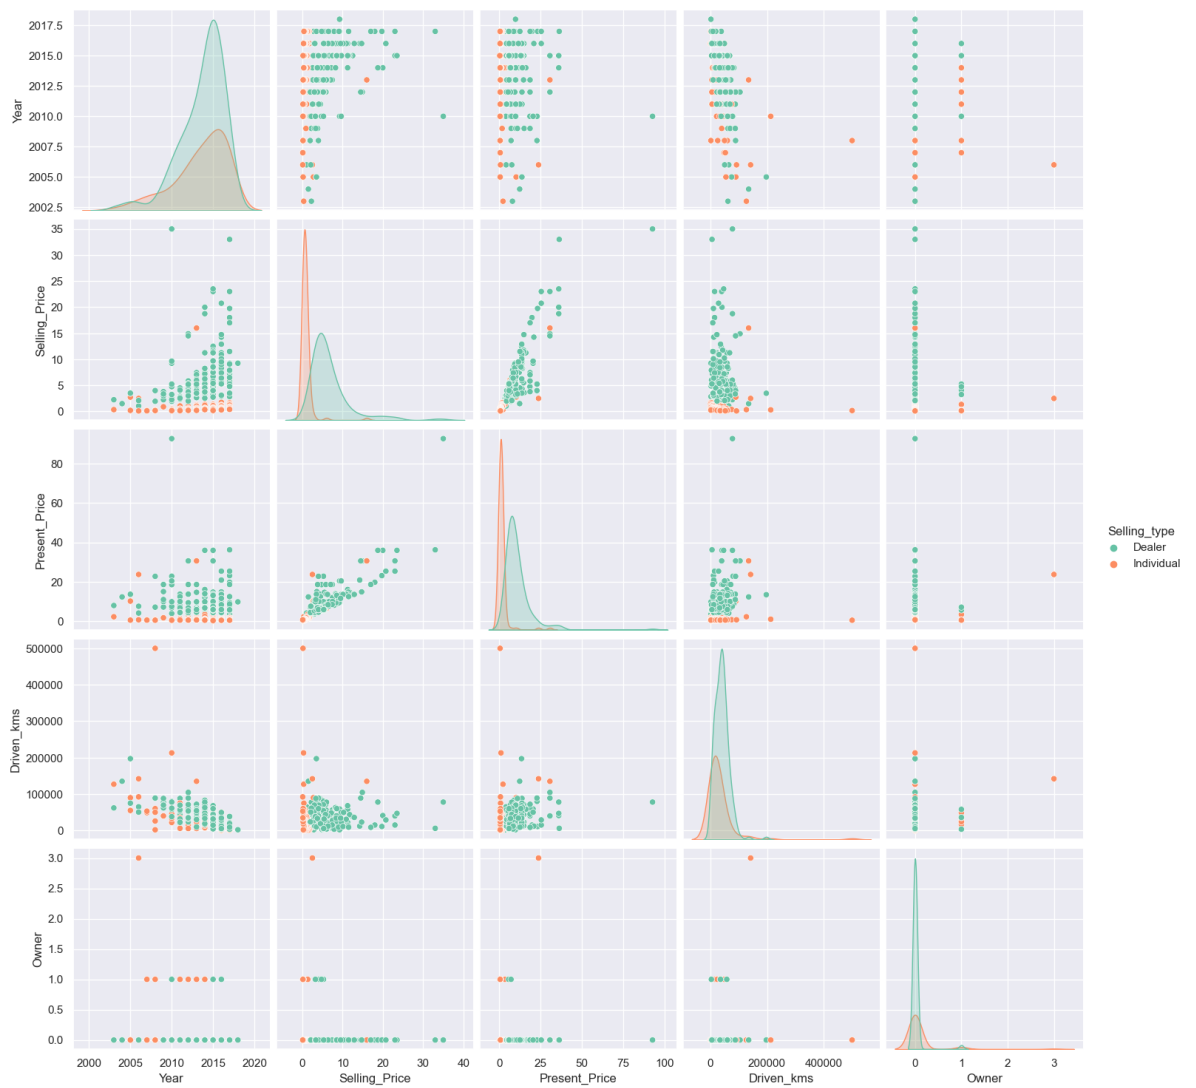 2017.5
2015.0
2012.5
2010.0
2007.5
2005.0
2002.5
Year
35
30
25
20
15
10
5
0
Selling_Price
80
60
40
20
0
Present_Price
Selling_type
Dealer
Individual
500000
400000
300000
200000
100000
0
Driven_kms
3.0
2.5
2.0
1.5
1.0
0.5
0.0
Owner
2000 2005 2010 2015 2020
0 10 20 30 40
0 25 50 75 100
0 200000 400000
0 1 2 3
Year Selling_Price Present_Price Driven_kms Owner